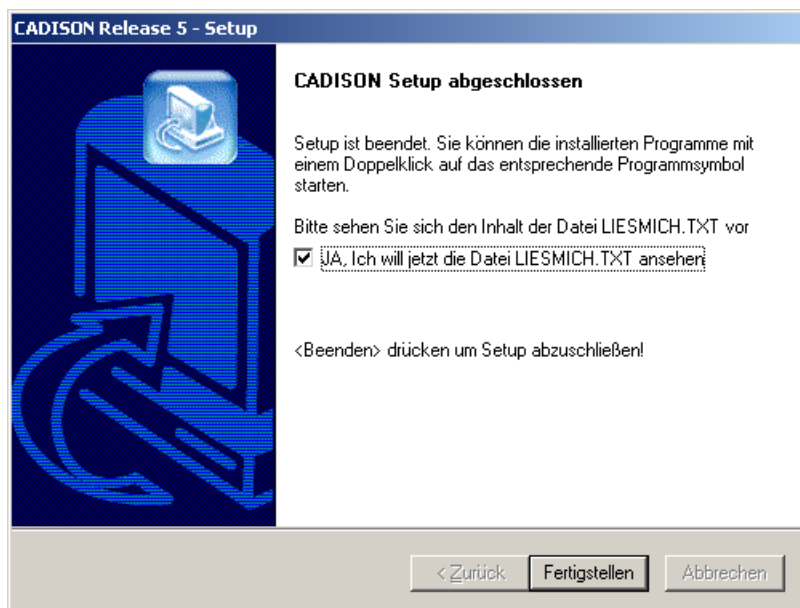 CADISON Release 5 - Setup
CADISON Setup abgeschlossen
Setup ist beendet. Sie können die installierten Programme mit
einem Doppelklick auf das entsprechende Programmsymbol
starten.
Bitte sehen Sie sich den Inhalt der Datei LIESMICH.TXT vor
JA, Ich will jetzt die Datei LIESMICH.TXT ansehen
<Beenden> drücken um Setup abzuschließen!
< Zurück
Fertigstellen
Abbrechen